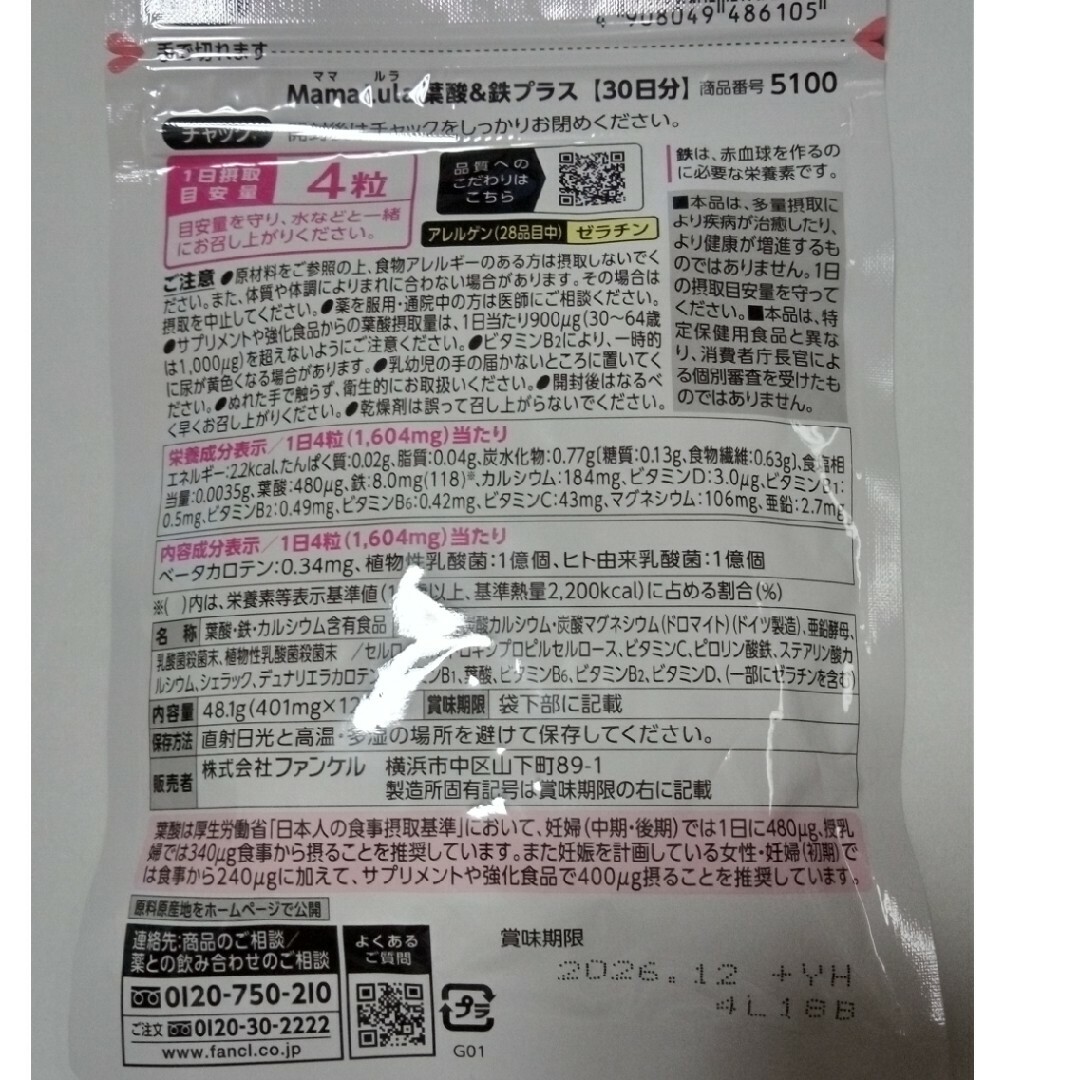 4 908049 486105
手で切れます
ママ ルラ
Mama Lula 葉酸&鉄プラス【30日分】 商品番号 5100
チャック 開封後はチャックをしっかりお閉めください。
1日摂取
目安量
4粒
目安量を守り、水などと一緒
にお召し上がりください。
品質への
こだわりは
こちら
アレルゲン(28品目中) ゼラチン
鉄は、赤血球を作るの
に必要な栄養素です。
■本品は、多量摂取に
より疾病が治癒したり、
より健康が増進するも
のではありません。1日
の摂取目安量を守って
ください。■本品は、特
定保健用食品と異な
り、消費者庁長官によ
る個別審査を受けたも
のではありません。
ご注意 ●原材料をご参照の上、食物アレルギーのある方は摂取しないでく
ださい。また、体質や体調によりまれに合わない場合があります。その場合は
摂取を中止してください。●薬を服用・通院中の方は医師にご相談ください。
●サプリメントや強化食品からの葉酸摂取量は、1日当たり900μg(30〜64歳
は1,000μg)を超えないようにご注意ください。●ビタミンB2により、一時的
に尿が黄色くなる場合があります。●乳幼児の手の届かないところに置いてく
ださい。●ぬれた手で触らず、衛生的にお取扱いください。●開封後はなるべ
く早くお召し上がりください。●乾燥剤は誤って召し上がらないでください。
栄養成分表示/1日4粒(1,604mg)当たり
エネルギー:2.2kcal、たんぱく質:0.02g、脂質:0.04g、炭水化物:0.77g〔糖質:0.13g、食物繊維:0.63g〕、食塩相
当量:0.0035g、葉酸:480μg、鉄:8.0mg(118)※、カルシウム:184mg、ビタミンD:3.0μg、ビタミンB1:
0.5mg、ビタミンB2:0.49mg、ビタミンB6:0.42mg、ビタミンC:43mg、マグネシウム:106mg、亜鉛:2.7mg
内容成分表示/1日4粒(1,604mg)当たり
ベータカロテン:0.34mg、植物性乳酸菌:1億個、ヒト由来乳酸菌:1億個
※( )内は、栄養素等表示基準値(1 以上、基準熱量2,200kcal)に占める割合(%)
名 称 葉酸・鉄・カルシウム含有食品 炭酸カルシウム・炭酸マグネシウム(ドロマイト)(ドイツ製造)、亜鉛酵母、
乳酸菌殺菌末、植物性乳酸菌殺菌末 /セルロ キシプロピルセルロース、ビタミンC、ピロリン酸鉄、ステアリン酸カ
ルシウム、シェラック、デュナリエラカロテン B1、葉酸、ビタミンB6、ビタミンB2、ビタミンD、(一部にゼラチンを含む)
内容量 48.1g(401mg×12 賞味期限 袋下部に記載
保存方法 直射日光と高温・多湿の場所を避けて保存してください。
販売者 株式会社ファンケル 横浜市中区山下町89-1
製造所固有記号は賞味期限の右に記載
葉酸は厚生労働省「日本人の食事摂取基準」において、妊婦(中期・後期)では1日に480μg、授乳
婦では340μg食事から摂ることを推奨しています。また妊娠を計画している女性・妊婦(初期)で
は食事から240μgに加えて、サプリメントや強化食品で400μg摂ることを推奨しています。
原料原産地をホームページで公開
連絡先:商品のご相談/
薬との飲み合わせのご相談
0120-750-210
ご注文 0120-30-2222
www.fancl.co.jp
よくある
ご質問
プラ
G01
賞味期限
2026.12 +YH
4L18B